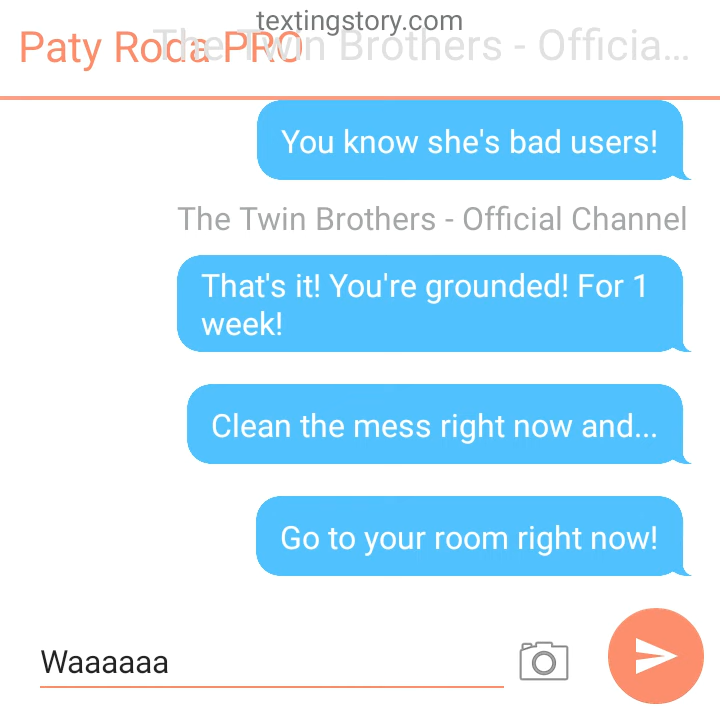 textingstory.com
Paty Roda PRO
The Twin Brothers - Officia...
You know she's bad users!
The Twin Brothers - Official Channel
That's it! You're grounded! For 1
week!
Clean the mess right now and...
Go to your room right now!
Waaaaaa